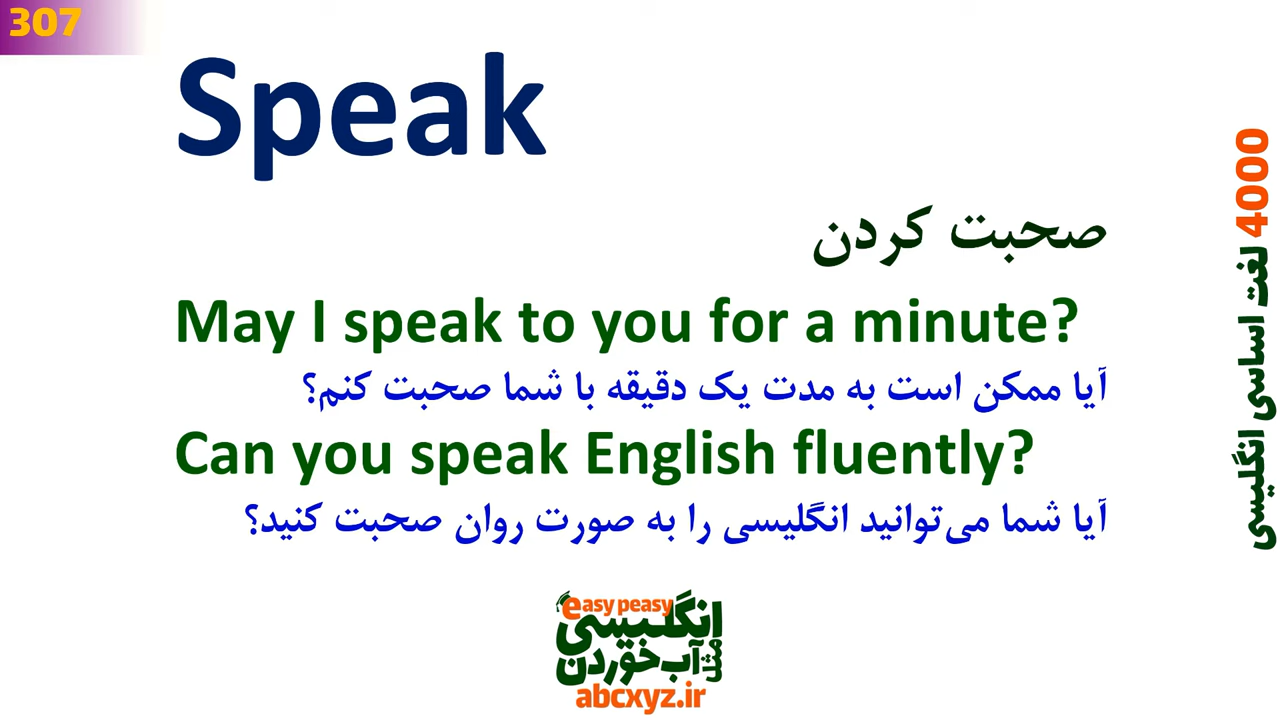 307
Speak
صحبت کردن
May I speak to you for a minute?
آیا ممکن است به مدت یک دقیقه با شما صحبت کنم؟
Can you speak English fluently?
آیا شما می‌توانید انگلیسی را به صورت روان صحبت کنید؟
4000 لغت اساسی انگلیسی
easy peasy
انگلیسی
مثل آب خوردن
abcxyz.ir